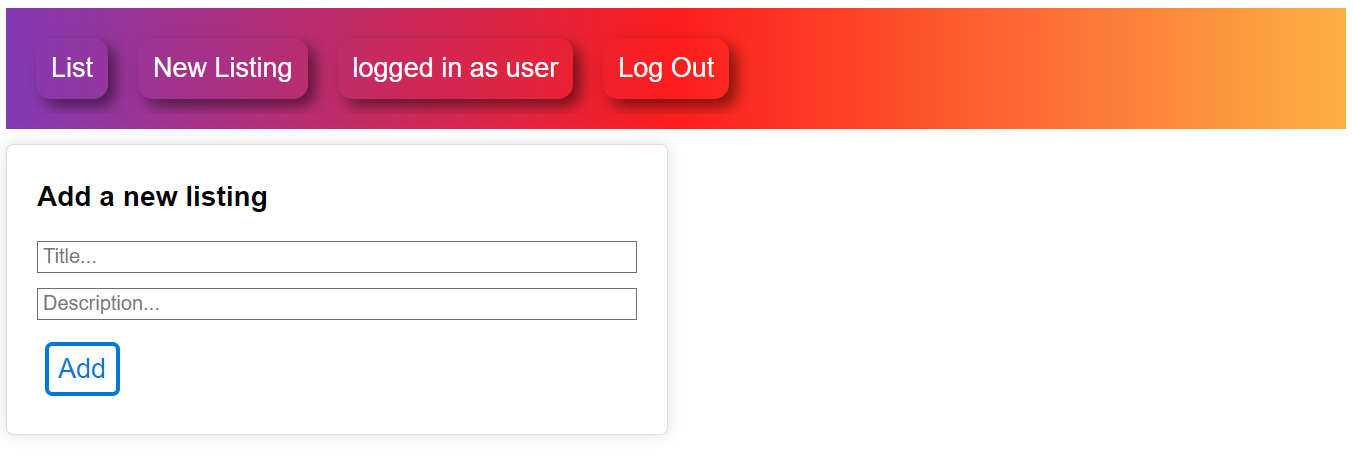 List New Listing logged in as user Log Out
Add a new listing
Title...
Description...
Add